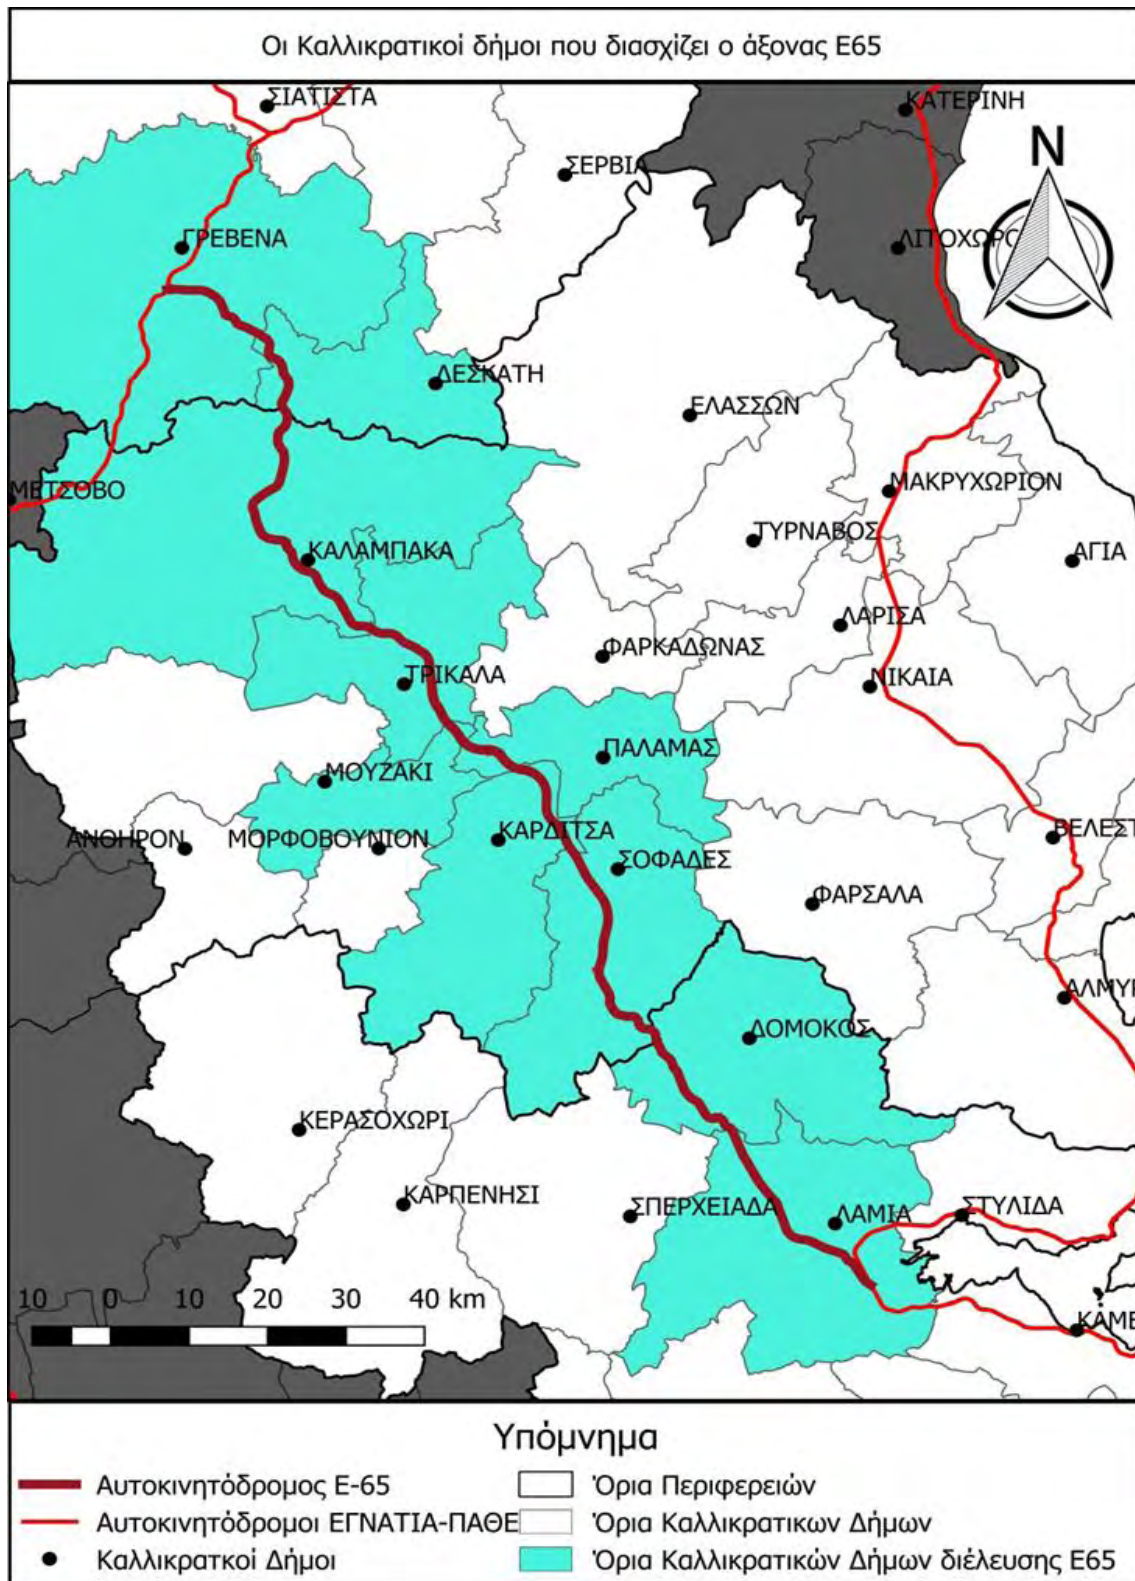 Οι Καλλικρατικοί δήμοι που διασχίζει ο άξονας Ε65
ΣΙΑΤΙΣΤΑ
ΚΑΤΕΡΙΝΗ
N
ΣΕΡΒΙΑ
ΓΡΕΒΕΝΑ
ΛΙΤΟΧΩΡΟ
ΔΕΣΚΑΤΗ
ΕΛΑΣΣΩΝ
ΜΕΤΣΟΒΟ
ΜΑΚΡΥΧΩΡΙΟΝ
ΤΥΡΝΑΒΟΣ
ΚΑΛΑΜΠΑΚΑ
ΑΓΙΑ
ΛΑΡΙΣΑ
ΦΑΡΚΑΔΩΝΑΣ
ΤΡΙΚΑΛΑ
ΝΙΚΑΙΑ
ΠΑΛΑΜΑΣ
ΜΟΥΖΑΚΙ
ΑΝΘΗΡΟΝ
ΜΟΡΦΟΒΟΥΝΙΟΝ
ΚΑΡΔΙΤΣΑ
ΒΕΛΕΣΤ
ΣΟΦΑΔΕΣ
ΦΑΡΣΑΛΑ
ΑΛΜΥΡ
ΔΟΜΟΚΟΣ
ΚΕΡΑΣΟΧΩΡΙ
ΚΑΡΠΕΝΗΣΙ
ΣΠΕΡΧΕΙΑΔΑ
ΛΑΜΙΑ
ΣΤΥΛΙΔΑ
10 0 10 20 30 40 km
ΚΑΜΕ
Υπόμνημα
Αυτοκινητόδρομος Ε-65
Όρια Περιφερειών
Αυτοκινητόδρομοι ΕΓΝΑΤΙΑ-ΠΑΘΕ
Όρια Καλλικρατικων Δήμων
Καλλικρατκοί Δήμοι
Όρια Καλλικρατικών Δήμων διέλευσης Ε65